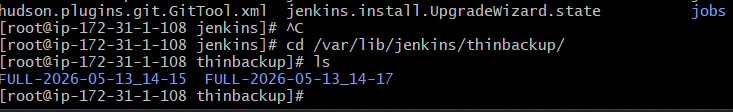 hudson.plugins.git.GitTool.xml  jenkins.install.UpgradeWizard.state  jobs
[root@ip-172-31-1-108 jenkins]# ^C
[root@ip-172-31-1-108 jenkins]# cd /var/lib/jenkins/thinbackup/
[root@ip-172-31-1-108 thinbackup]# ls
FULL-2026-05-13_14-15  FULL-2026-05-13_14-17
[root@ip-172-31-1-108 thinbackup]#